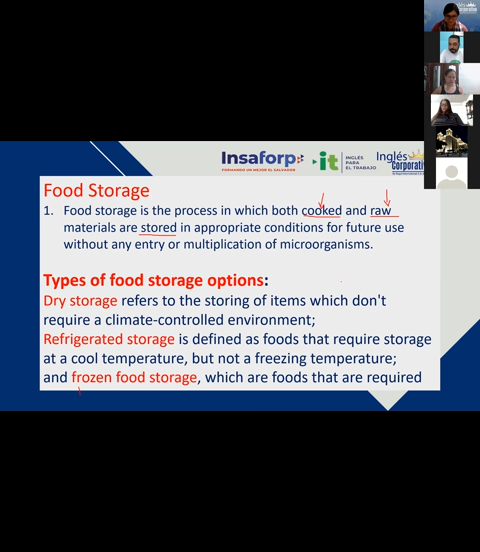 Insaforp
FORMANDO UN MEJOR EL SALVADOR
it
INGLÉS
PARA
EL TRABAJO
Inglés
Corporativ
Food Storage
1. Food storage is the process in which both cooked and raw
materials are stored in appropriate conditions for future use
without any entry or multiplication of microorganisms.
Types of food storage options:
Dry storage refers to the storing of items which don't
require a climate-controlled environment;
Refrigerated storage is defined as foods that require storage
at a cool temperature, but not a freezing temperature;
and frozen food storage, which are foods that are required